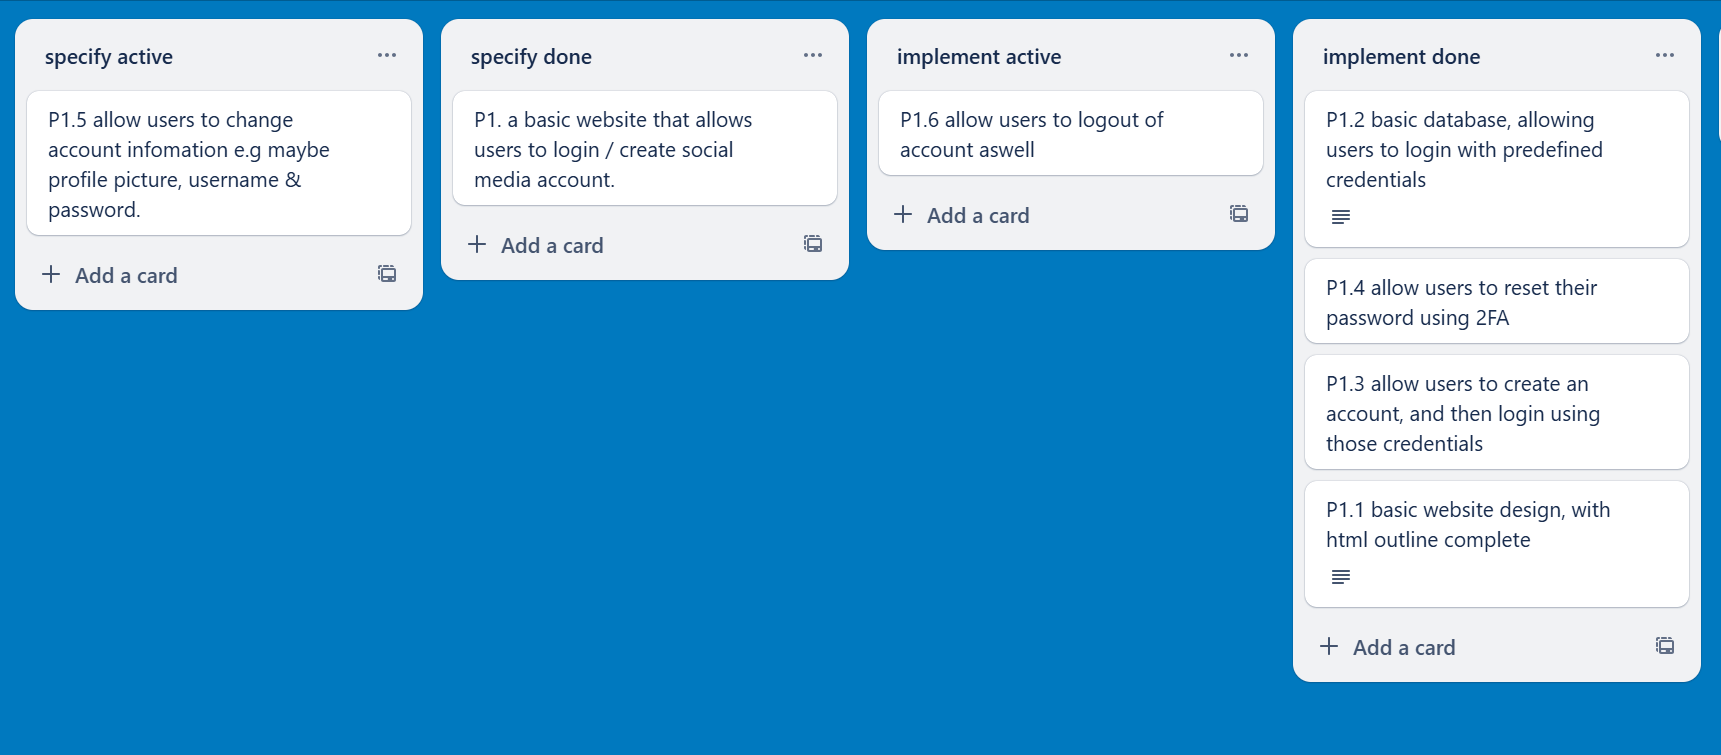 specify active
P1.5 allow users to change
account infomation e.g maybe
profile picture, username &
password.
Add a card
specify done
P1. a basic website that allows
users to login / create social
media account.
Add a card
implement active
P1.6 allow users to logout of
account aswell
Add a card
implement done
P1.2 basic database, allowing
users to login with predefined
credentials
P1.4 allow users to reset their
password using 2FA
P1.3 allow users to create an
account, and then login using
those credentials
P1.1 basic website design, with
html outline complete
Add a card